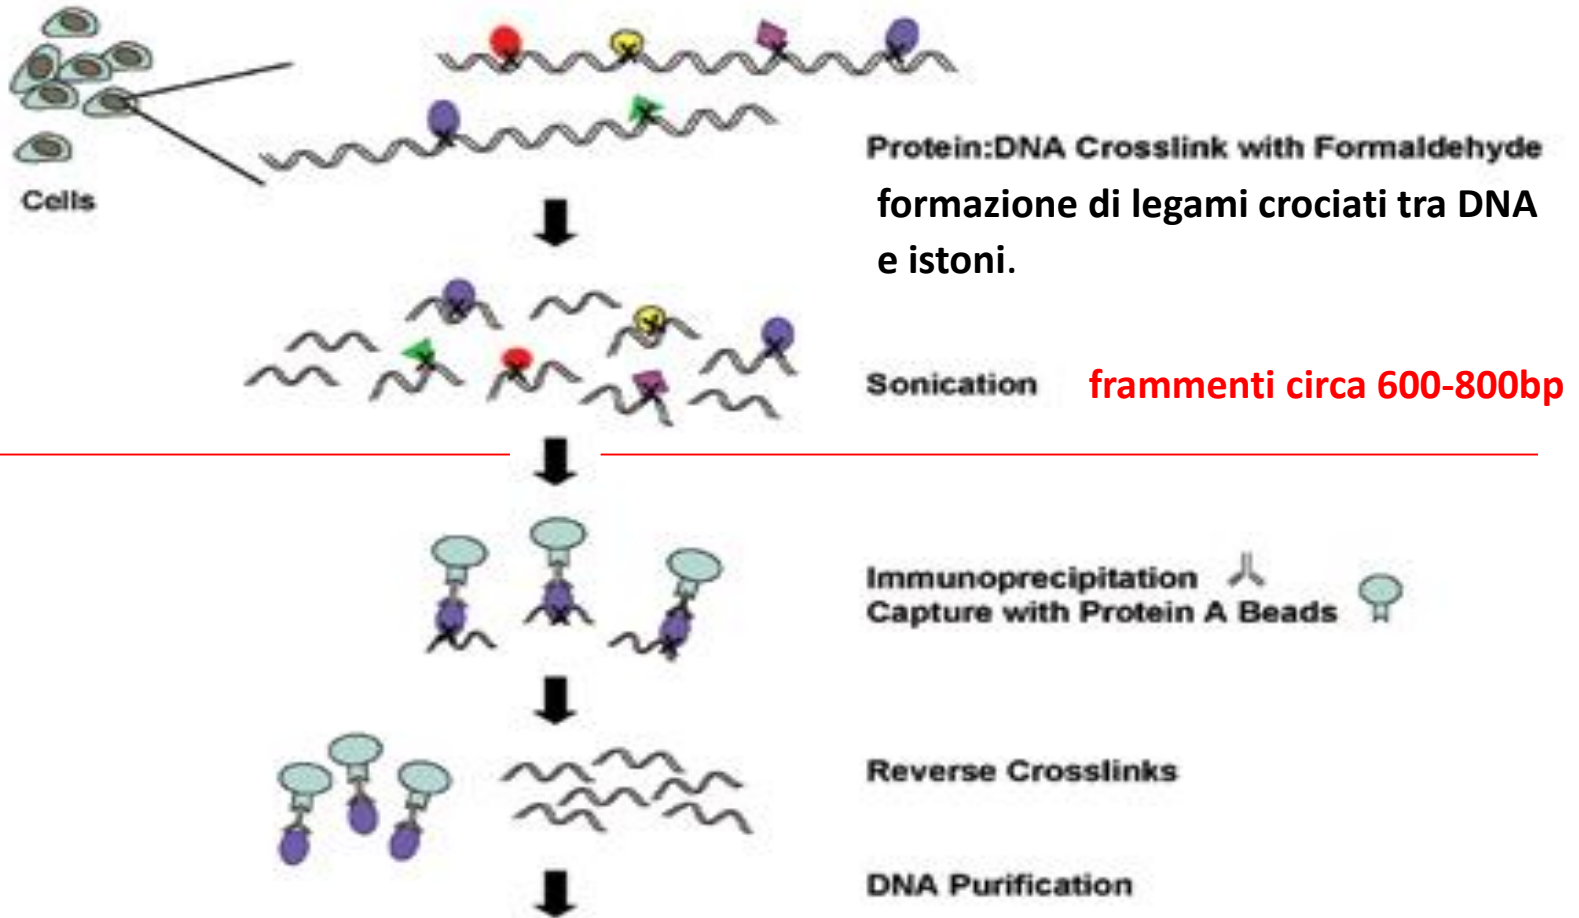 Cells
Protein:DNA Crosslink with Formaldehyde
formazione di legami crociati tra DNA
e istoni.
Sonication frammenti circa 600-800bp
Immunoprecipitation
Capture with Protein A Beads
Reverse Crosslinks
DNA Purification